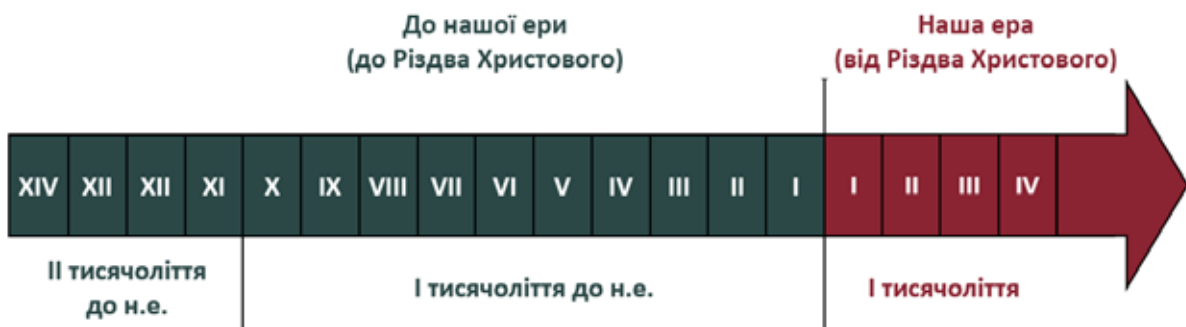 До нашої ери
(до Різдва Христового)
Наша ера
(від Різдва Христового)
XIV XII XII XI X IX VIII VII VI V IV III II I I II III IV
II тисячоліття
до н.е.
I тисячоліття до н.е.
I тисячоліття